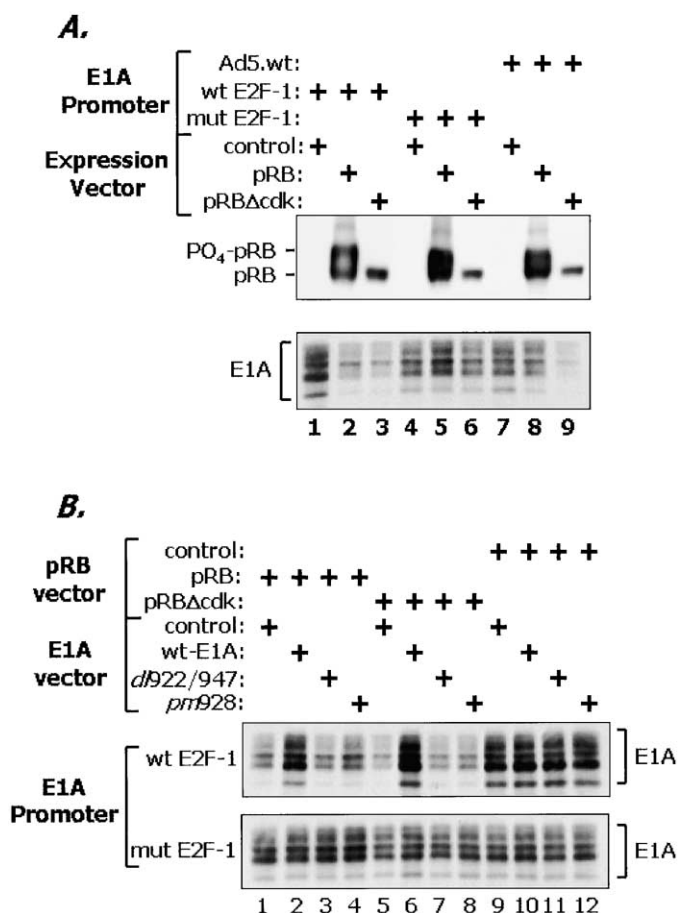 A.
E1A Promoter
Ad5.wt: + + +
wt E2F-1: + + +
mut E2F-1: + + +
Expression Vector
control: + + +
pRB: + + +
pRBΔcdk: + + +
PO4-pRB
pRB
E1A
1 2 3 4 5 6 7 8 9
B.
pRB vector
control: + + + +
pRB: + + + +
pRBΔcdk: + + + +
E1A vector
control: + + +
wt-E1A: + + +
dl922/947: + + +
pm928: + + +
E1A Promoter
wt E2F-1 E1A
mut E2F-1 E1A
1 2 3 4 5 6 7 8 9 10 11 12